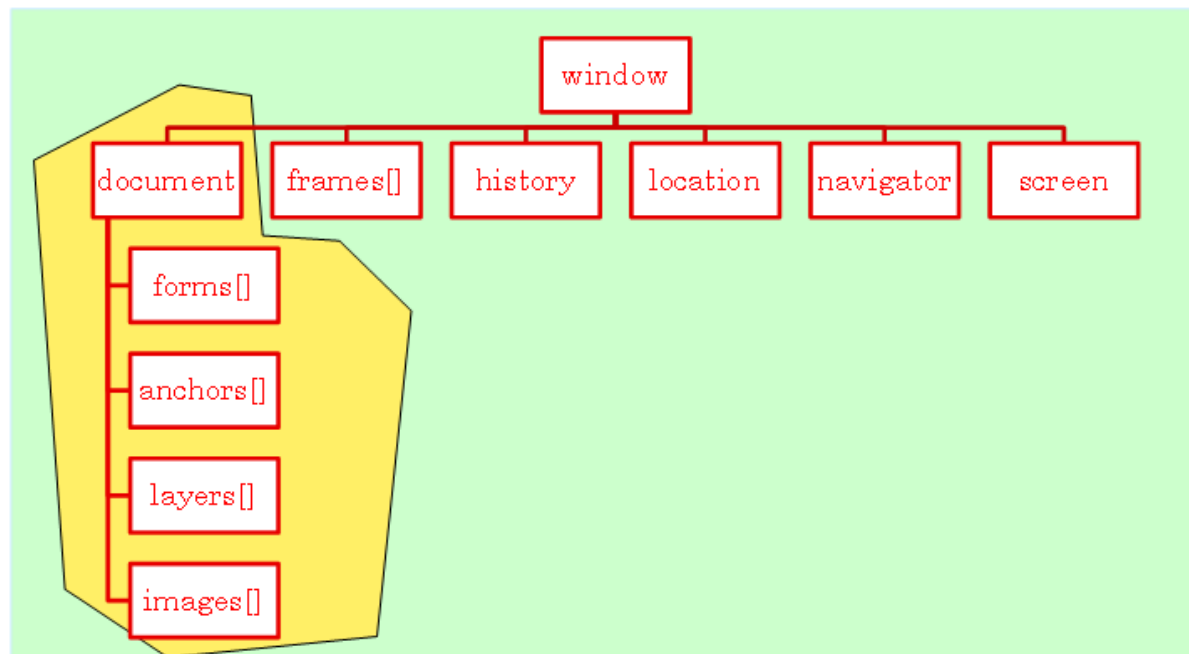 window
document
frames[]
history
location
navigator
screen
forms[]
anchors[]
layers[]
images[]